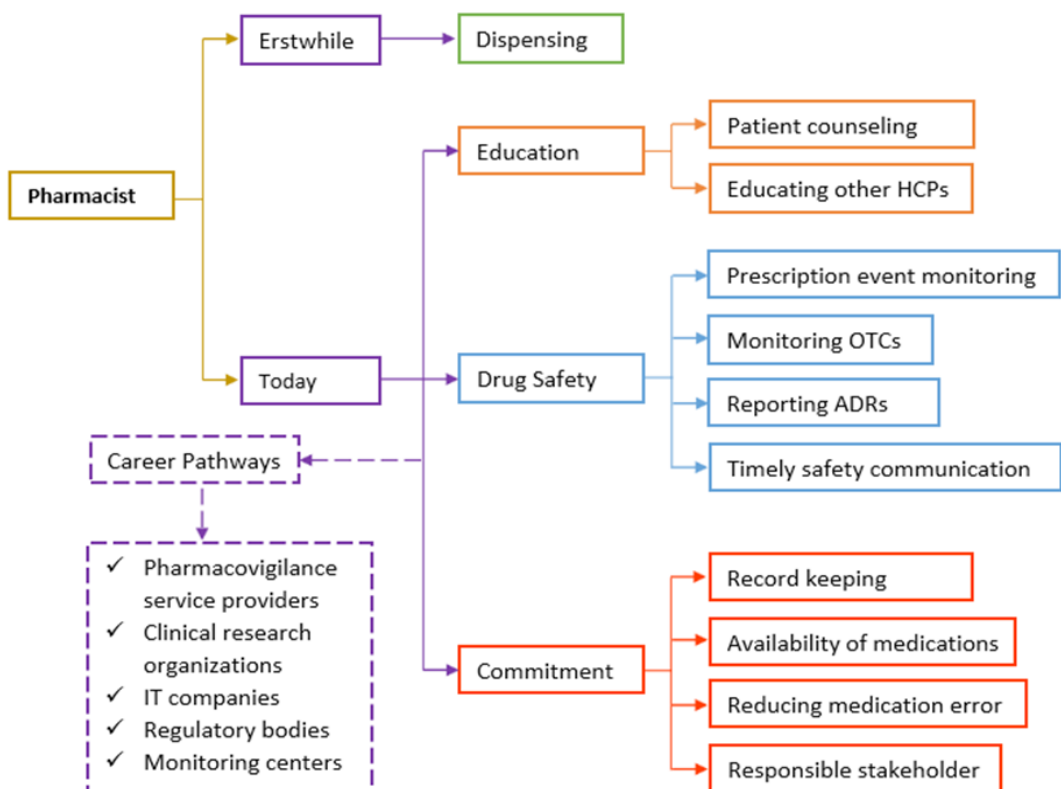 Pharmacist
Erstwhile
Dispensing
Today
Education
Patient counseling
Educating other HCPs
Drug Safety
Prescription event monitoring
Monitoring OTCs
Reporting ADRs
Timely safety communication
Commitment
Record keeping
Availability of medications
Reducing medication error
Responsible stakeholder
Career Pathways
✓ Pharmacovigilance
service providers
✓ Clinical research
organizations
✓ IT companies
✓ Regulatory bodies
✓ Monitoring centers